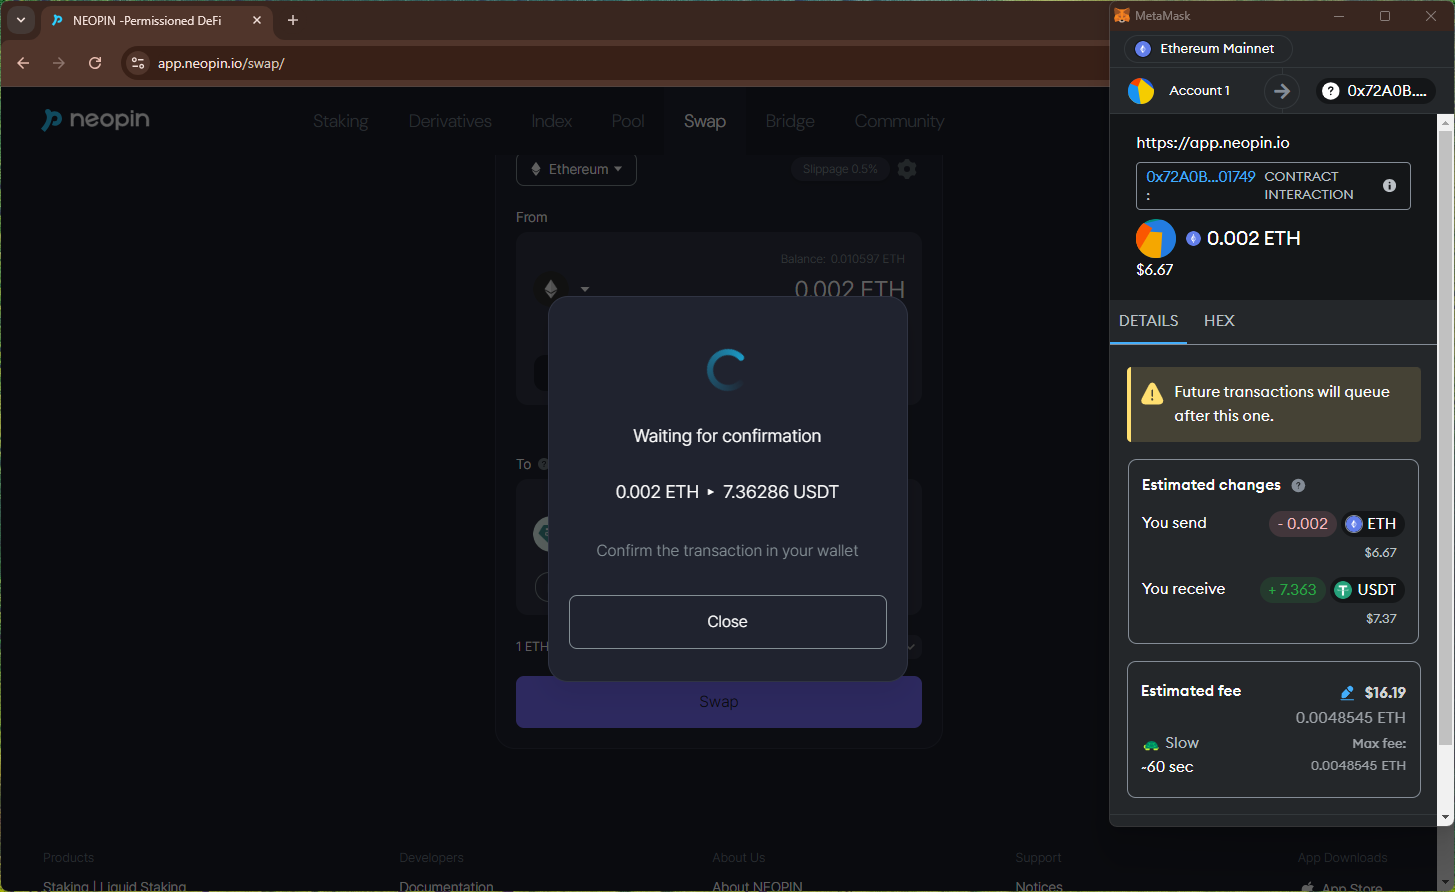 NEOPIN -Permissioned DeFi
app.neopin.io/swap/
neopin
Staking
Derivatives
Index
Pool
Swap
Bridge
Community
Ethereum
Slippage 0.5%
From
Balance: 0.010597 ETH
0.002 ETH
To
1 ETH
Swap
Waiting for confirmation
0.002 ETH ▸ 7.36286 USDT
Confirm the transaction in your wallet
Close
Products
Developers
About Us
Support
App Downloads
Staking | Liquid Staking
Documentation
About NEOPIN
Notices
App Store
MetaMask
Ethereum Mainnet
Account 1
0x72A0B....
https://app.neopin.io
0x72A0B...01749
:
CONTRACT
INTERACTION
0.002 ETH
$6.67
DETAILS
HEX
Future transactions will queue
after this one.
Estimated changes
You send
- 0.002
ETH
$6.67
You receive
+ 7.363
USDT
$7.37
Estimated fee
$16.19
0.0048545 ETH
Slow
Max fee:
~60 sec
0.0048545 ETH